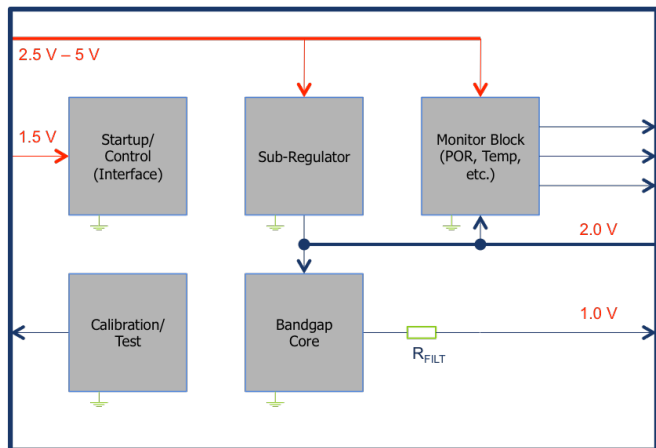 2.5 V – 5 V
1.5 V
Startup/
Control
(Interface)
Sub-Regulator
Monitor Block
(POR, Temp,
etc.)
2.0 V
Calibration/
Test
Bandgap
Core
R_FILT
1.0 V